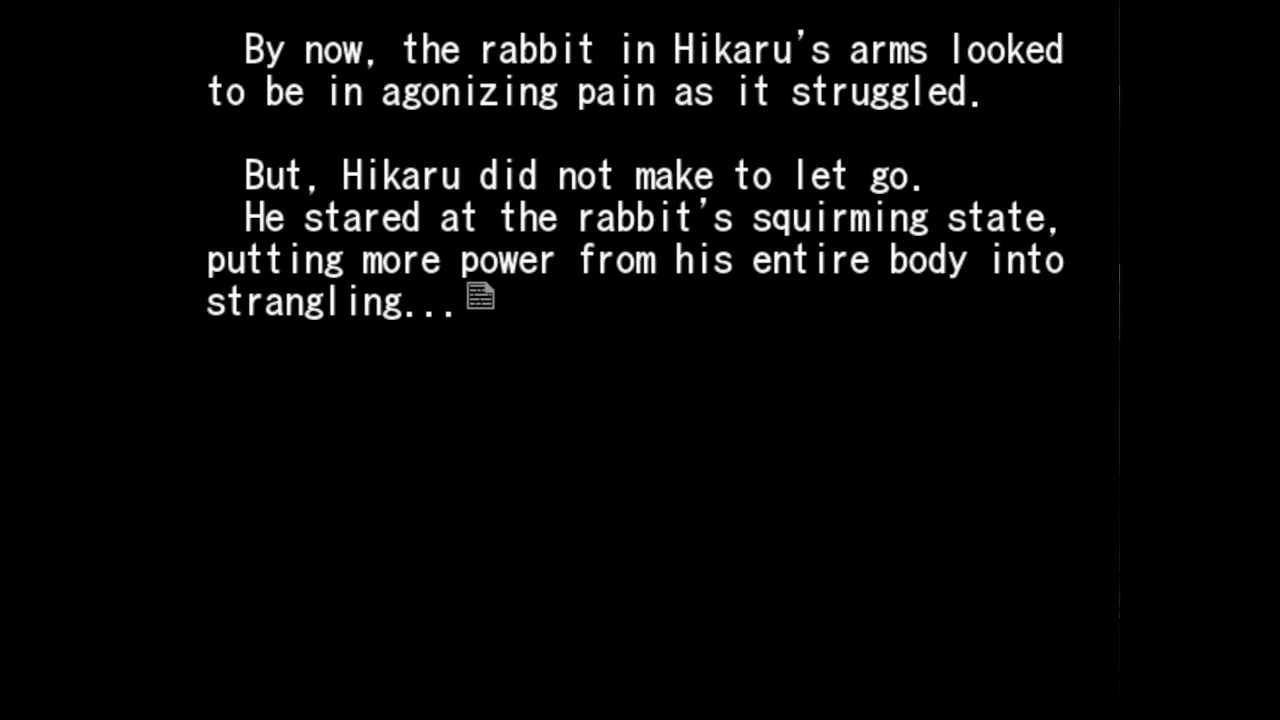 By now, the rabbit in Hikaru's arms looked
to be in agonizing pain as it struggled.
But, Hikaru did not make to let go.
He stared at the rabbit's squirming state,
putting more power from his entire body into
strangling...